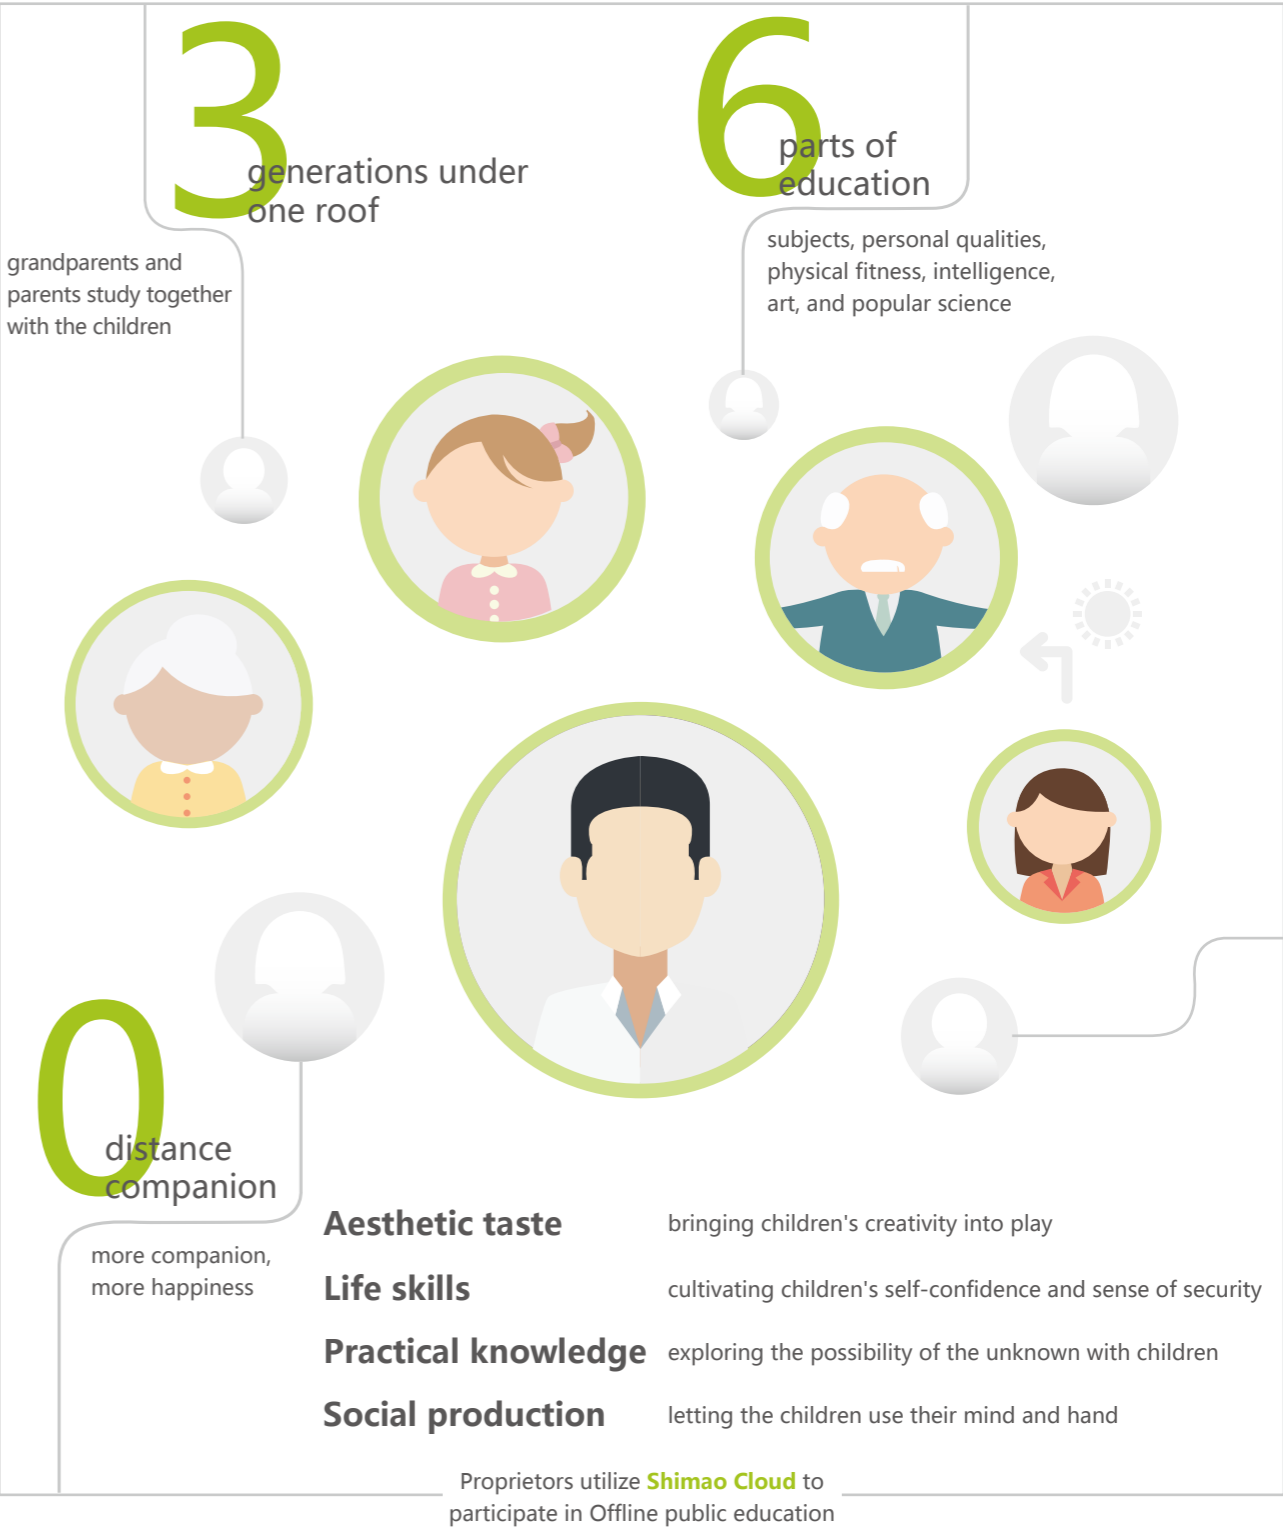 3
generations under
one roof
grandparents and
parents study together
with the children
6
parts of
education
subjects, personal qualities,
physical fitness, intelligence,
art, and popular science
0
distance
companion
more companion,
more happiness
Aesthetic taste bringing children's creativity into play
Life skills cultivating children's self-confidence and sense of security
Practical knowledge exploring the possibility of the unknown with children
Social production letting the children use their mind and hand
Proprietors utilize Shimao Cloud to
participate in Offline public education